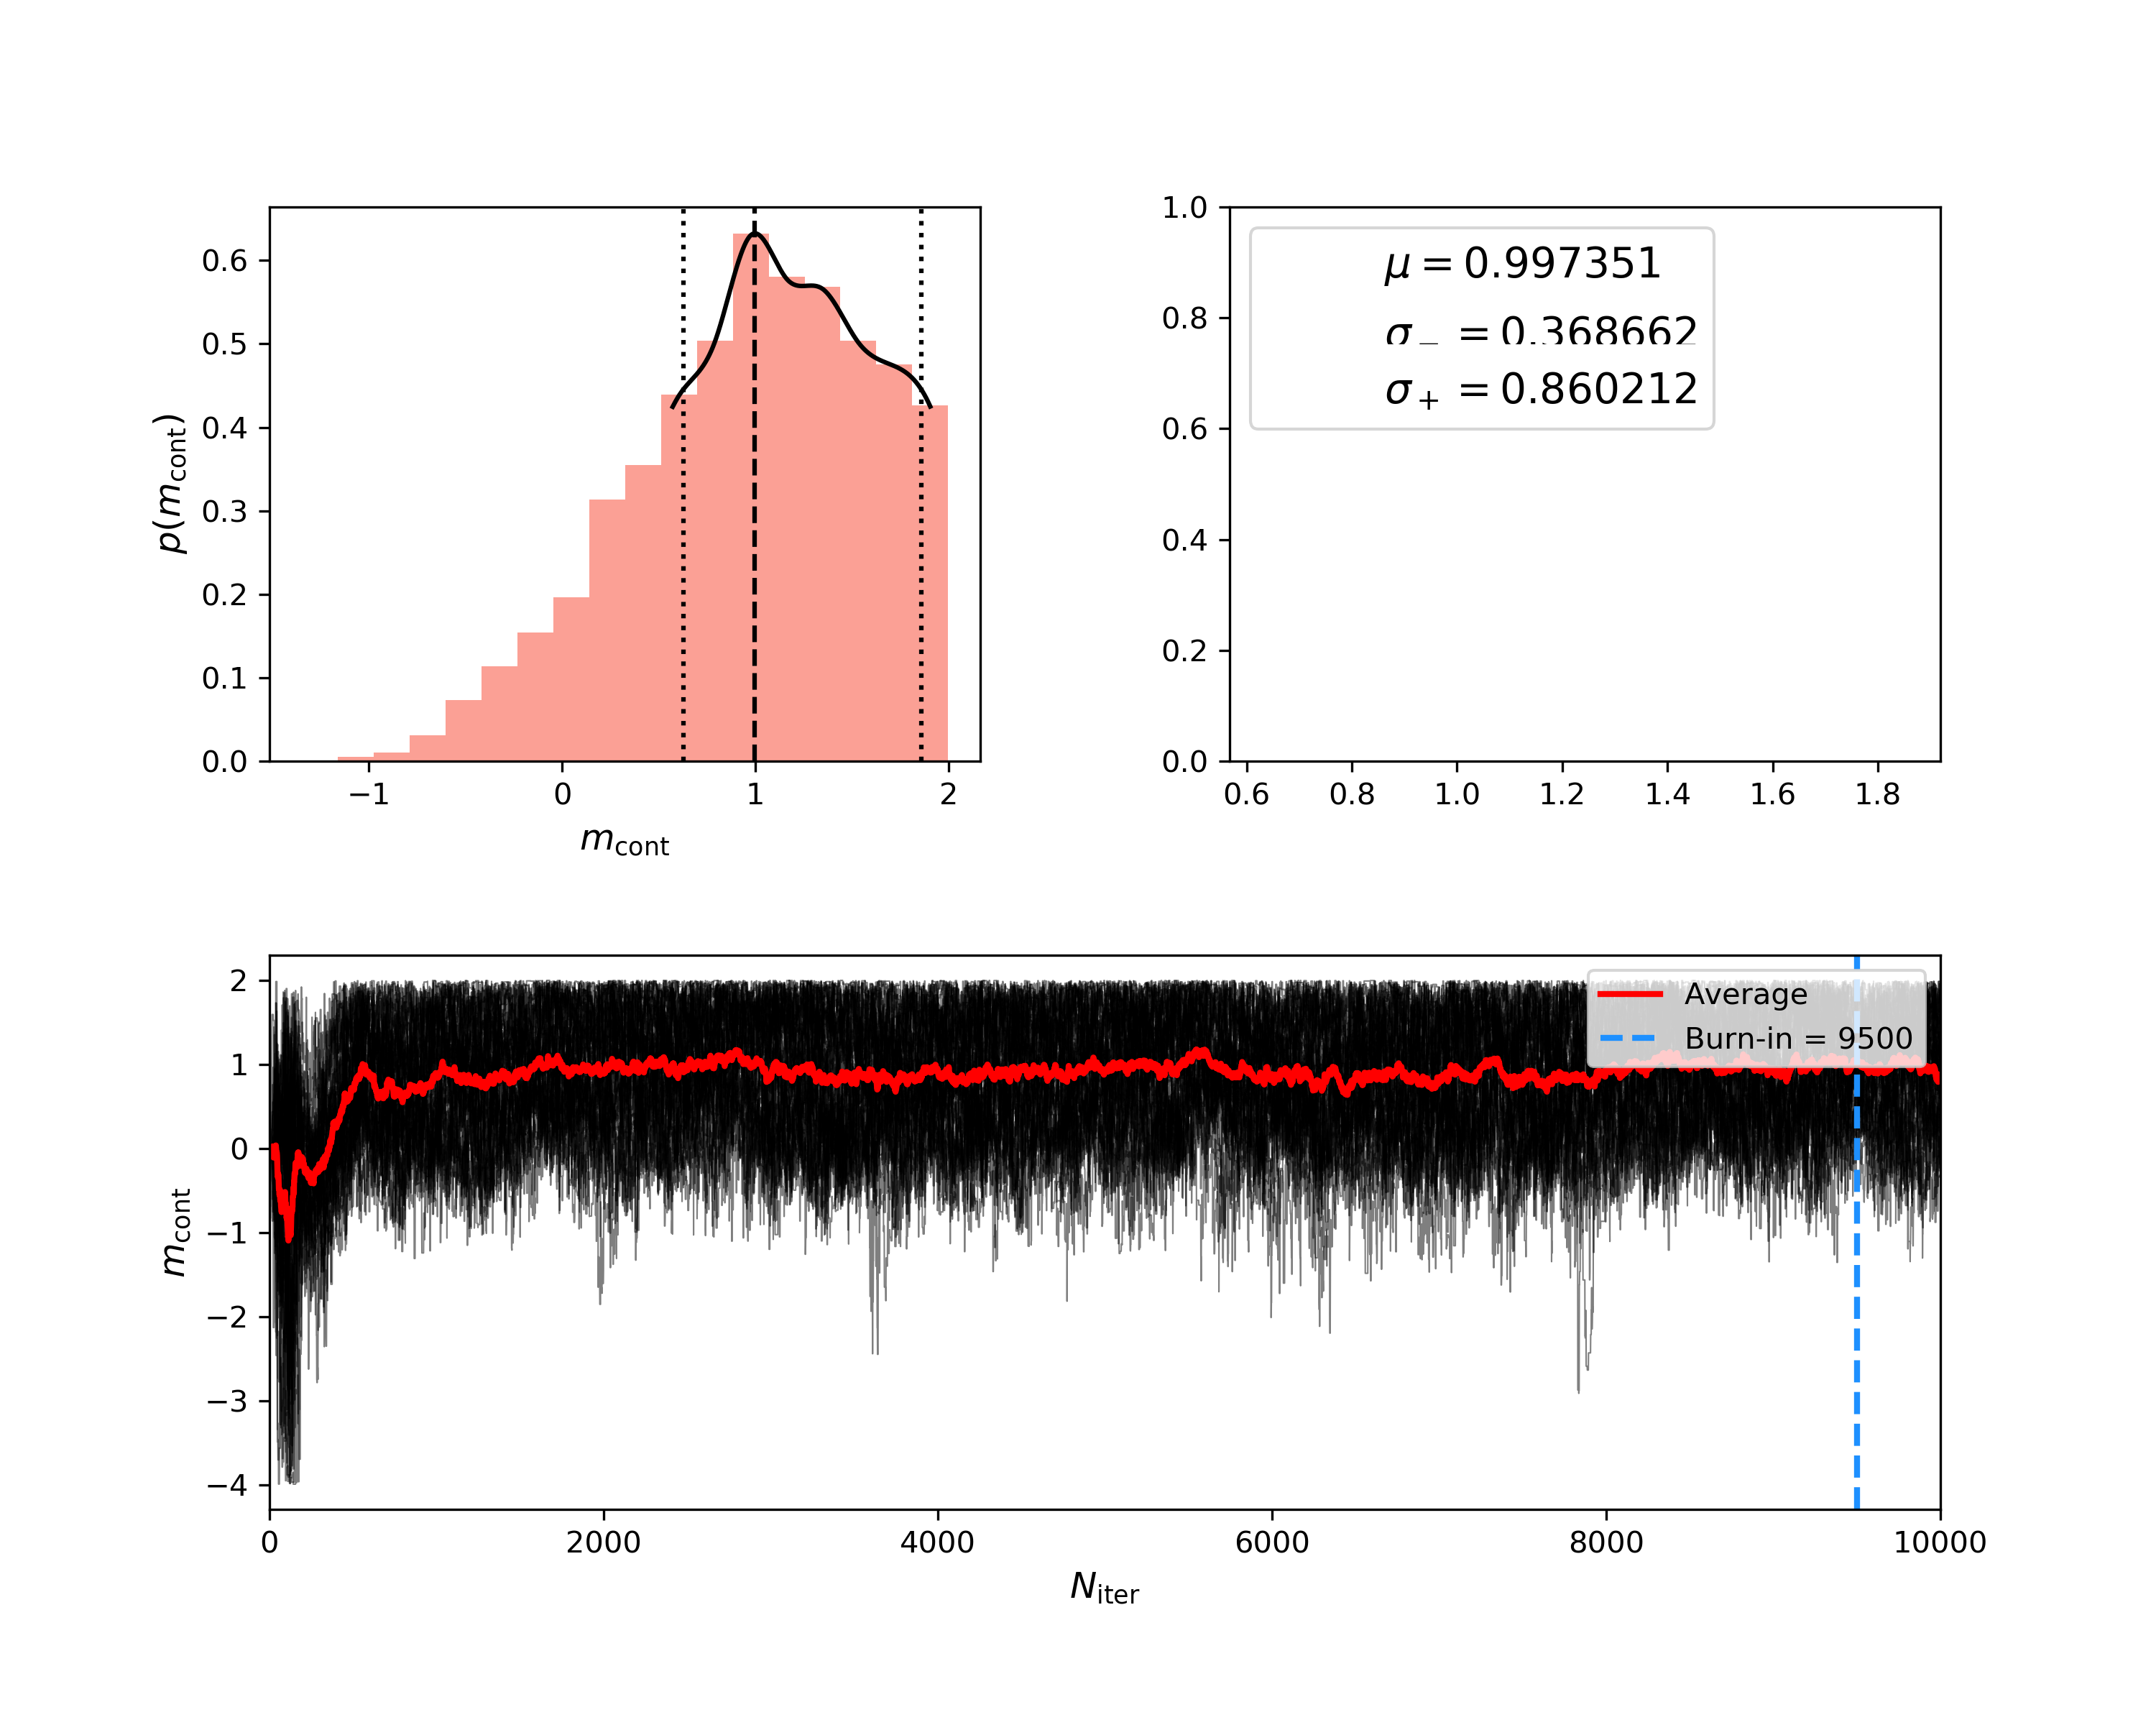 0.6
0.5
0.4
0.3
0.2
0.1
0.0
p(m_cont)
−1 0 1 2
m_cont
1.0
0.8
0.6
0.4
0.2
0.0
μ = 0.997351
σ_− = 0.368662
σ_+ = 0.860212
0.6 0.8 1.0 1.2 1.4 1.6 1.8
2
1
0
−1
−2
−3
−4
m_cont
Average
Burn-in = 9500
0 2000 4000 6000 8000 10000
N_iter